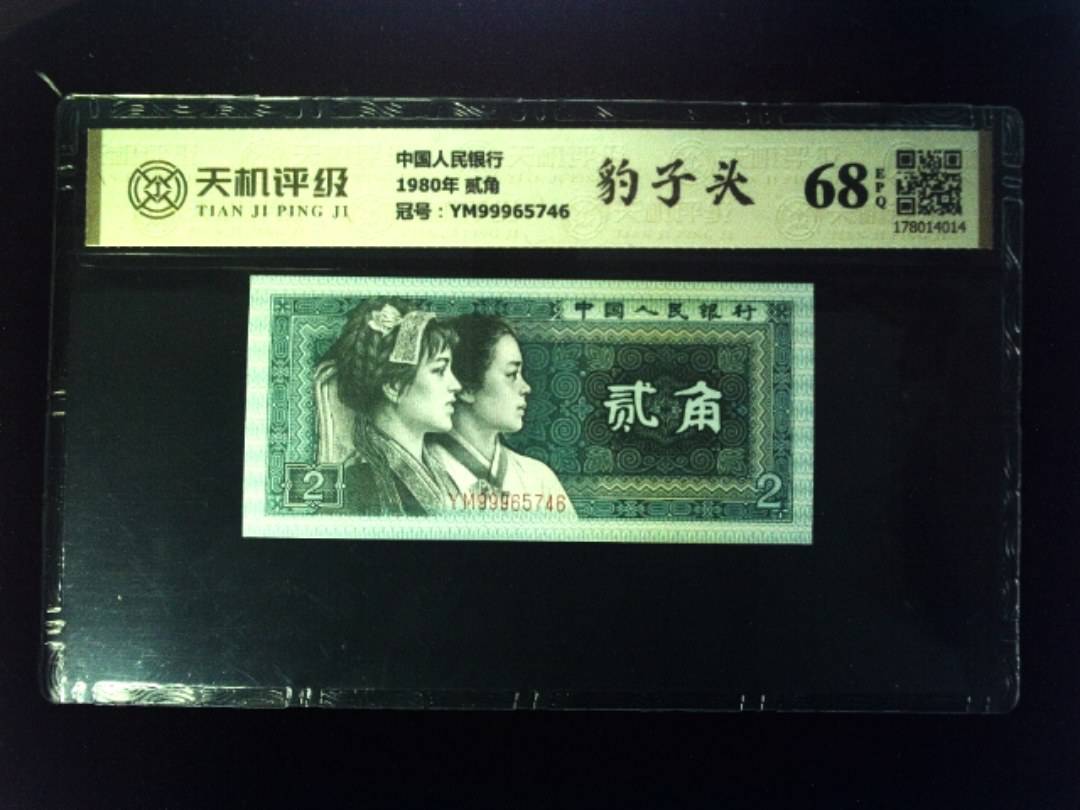 天机评级
TIAN JI PING JI
中国人民银行
1980年 贰角
冠号：YM99965746
豹子头
68
EPQ
178014014
中国人民银行
贰角
2
YM99965746
2